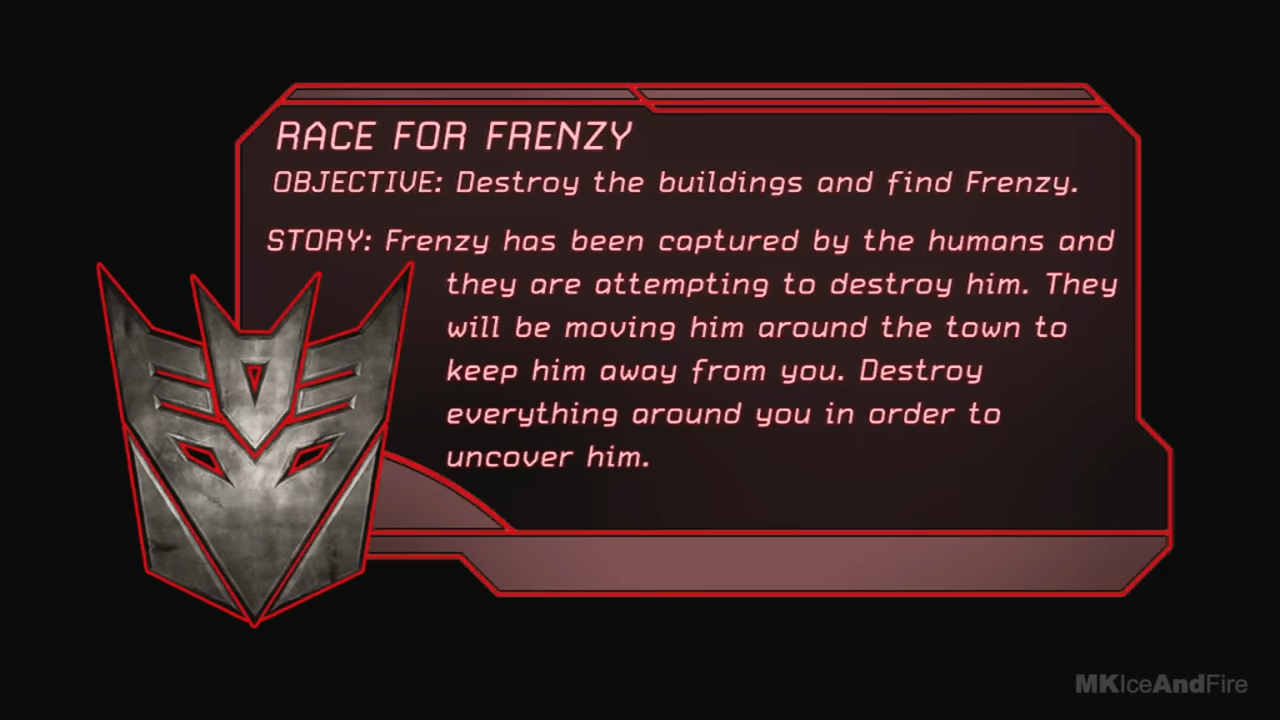 RACE FOR FRENZY
OBJECTIVE: Destroy the buildings and find Frenzy.
STORY: Frenzy has been captured by the humans and
they are attempting to destroy him. They
will be moving him around the town to
keep him away from you. Destroy
everything around you in order to
uncover him.
MKIceAndFire